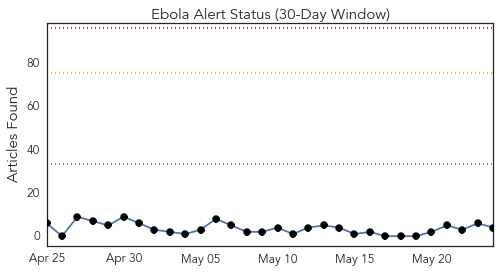 Ebola Alert Status (30-Day Window)
Articles Found
80
60
40
20
0
Apr 25
Apr 30
May 05
May 10
May 15
May 20